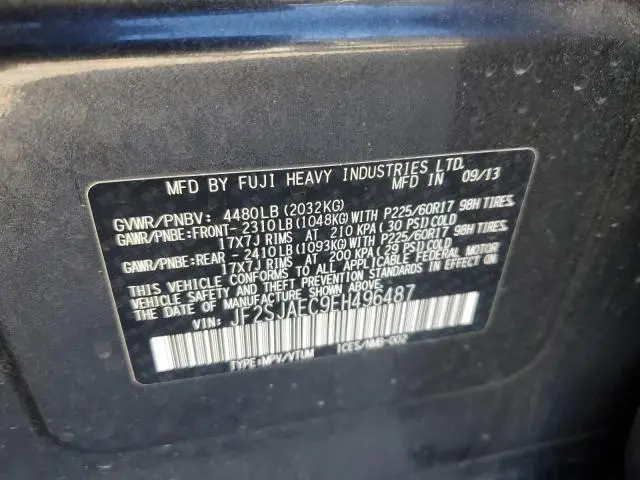 MFD BY FUJI HEAVY INDUSTRIES LTD.
MFD IN 09/13
GVWR/PNBV: 4480LB(2032KG)
GAWR/PNBE:FRONT- 2310LB(1048KG)WITH P225/60R17 98H TIRES,
17X7J RIMS AT 210 KPA(30 PSI)COLD
GAWR/PNBE:REAR - 2410LB(1093KG)WITH P225/60R17 98H TIRES,
17X7J RIMS AT 200 KPA(29 PSI)COLD
THIS VEHICLE CONFORMS TO ALL APPLICABLE FEDERAL MOTOR
VEHICLE SAFETY AND THEFT PREVENTION STANDARDS IN EFFECT ON
THE DATE OF MANUFACTURE SHOWN ABOVE.
VIN: JF2SJAEC9EH496487
TYPE:MPV/VTUM